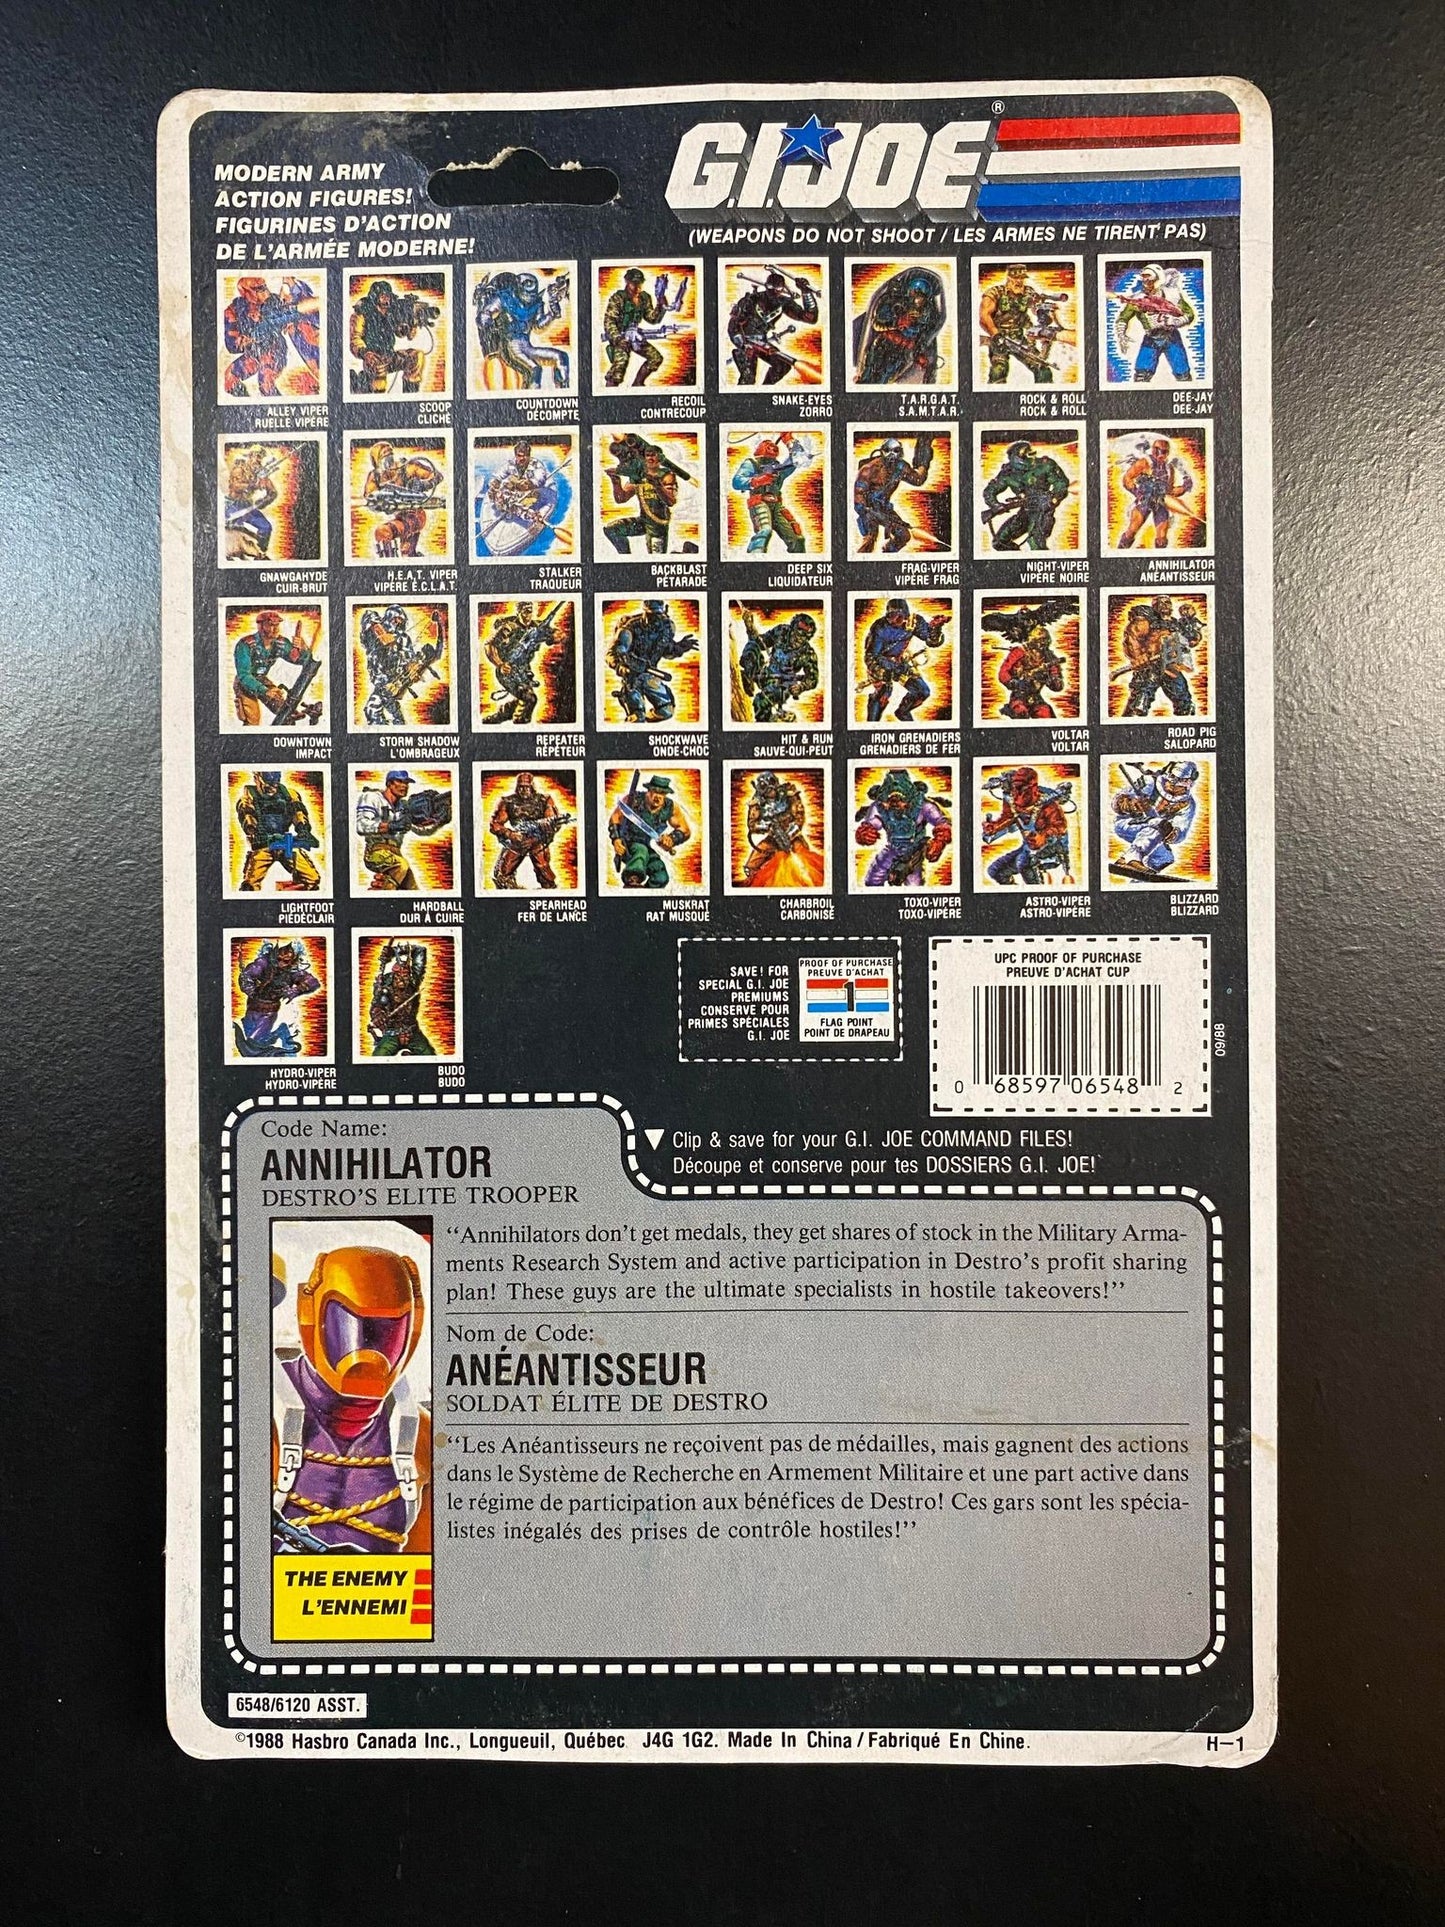 MODERN ARMY
ACTION FIGURES!
FIGURINES D'ACTION
DE L'ARMÉE MODERNE!
G.I.JOE®
(WEAPONS DO NOT SHOOT / LES ARMES NE TIRENT PAS)
ALLEY VIPER
RUELLE VIPÈRE
SCOOP
CLICHÉ
COUNTDOWN
DÉCOMPTE
RECOIL
CONTRECOUP
SNAKE-EYES
ZORRO
T.A.R.G.A.T.
S.A.M.T.A.R.
ROCK & ROLL
ROCK & ROLL
DEE-JAY
DEE-JAY
GNAWGAHYDE
CUIR-BRUT
H.E.A.T. VIPER
VIPÈRE É.C.L.A.T.
STALKER
TRAQUEUR
BACKBLAST
PÉTARADE
DEEP SIX
LIQUIDATEUR
FRAG-VIPER
VIPÈRE FRAG
NIGHT-VIPER
VIPÈRE NOIRE
ANNIHILATOR
ANÉANTISSEUR
DOWNTOWN
IMPACT
STORM SHADOW
L'OMBRAGEUX
REPEATER
RÉPÉTEUR
SHOCKWAVE
ONDE-CHOC
HIT & RUN
SAUVE-QUI-PEUT
IRON GRENADIERS
GRENADIERS DE FER
VOLTAR
VOLTAR
ROAD PIG
SALOPARD
LIGHTFOOT
PIÉDÉCLAIR
HARDBALL
DUR À CUIRE
SPEARHEAD
FER DE LANCE
MUSKRAT
RAT MUSQUÉ
CHARBROIL
CARBONISÉ
TOXO-VIPER
TOXO-VIPÈRE
ASTRO-VIPER
ASTRO-VIPÈRE
BLIZZARD
BLIZZARD
HYDRO-VIPER
HYDRO-VIPÈRE
BUDO
BUDO
SAVE! FOR
SPECIAL G.I. JOE
PREMIUMS
CONSERVE POUR
PRIMES SPÉCIALES
G.I. JOE
PROOF OF PURCHASE
PREUVE D'ACHAT
1
FLAG POINT
POINT DE DRAPEAU
UPC PROOF OF PURCHASE
PREUVE D'ACHAT CUP
0 68597 06548 2
09/88
Clip & save for your G.I. JOE COMMAND FILES!
Découpe et conserve pour tes DOSSIERS G.I. JOE!
Code Name:
ANNIHILATOR
DESTRO'S ELITE TROOPER
"Annihilators don't get medals, they get shares of stock in the Military Arma-
ments Research System and active participation in Destro's profit sharing
plan! These guys are the ultimate specialists in hostile takeovers!"
Nom de Code:
ANÉANTISSEUR
SOLDAT ÉLITE DE DESTRO
"Les Anéantisseurs ne reçoivent pas de médailles, mais gagnent des actions
dans le Système de Recherche en Armement Militaire et une part active dans
le régime de participation aux bénéfices de Destro! Ces gars sont les spécia-
listes inégalés des prises de contrôle hostiles!"
THE ENEMY
L'ENNEMI
6548/6120 ASST.
©1988 Hasbro Canada Inc., Longueuil, Québec J4G 1G2. Made In China / Fabriqué En Chine.
H-1